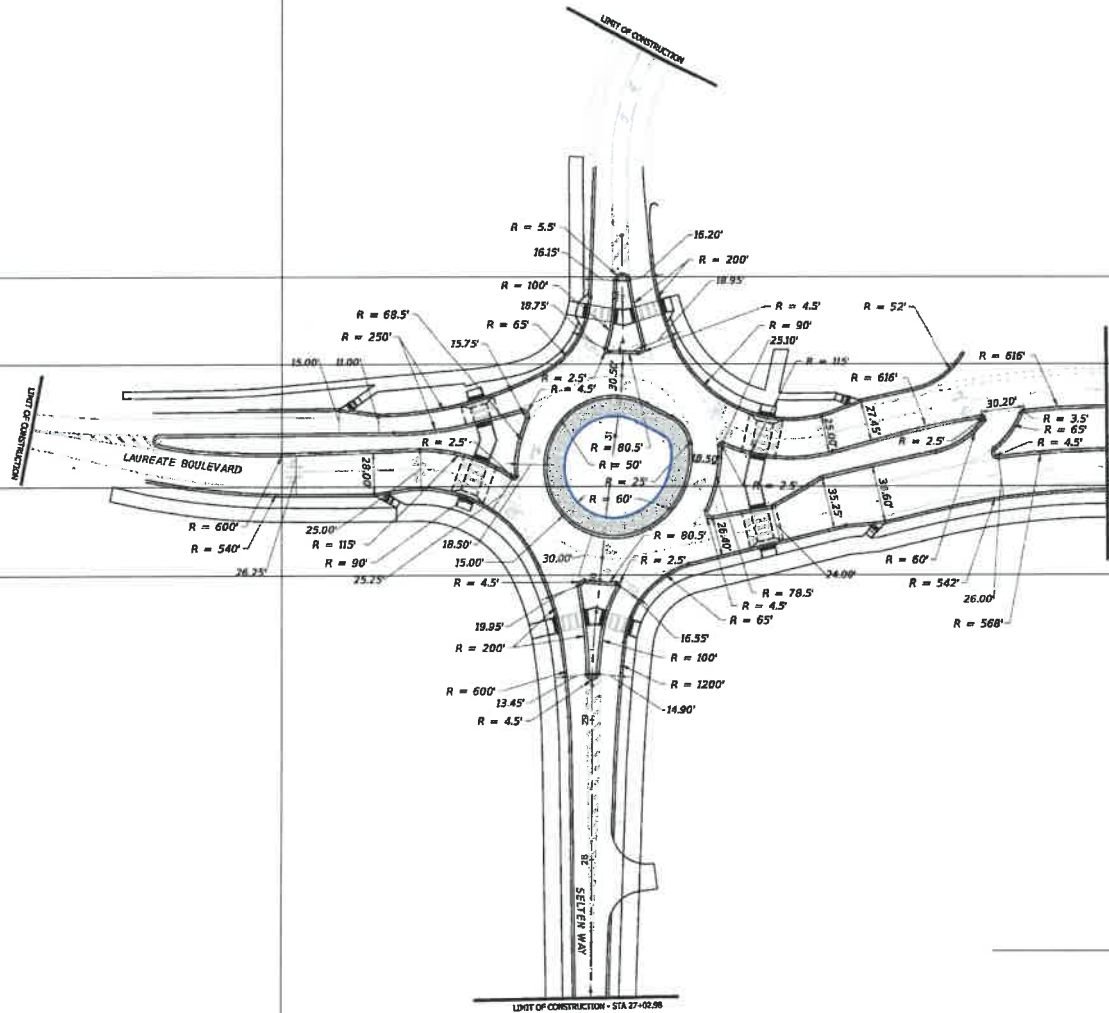 LIMIT OF CONSTRUCTION
R = 5.5'
16.15'
16.20'
R = 200'
18.95'
R = 100'
18.75'
R = 65'
R = 68.5'
R = 250'
15.75'
15.00'
11.00'
R = 4.5'
R = 90'
25.10'
R = 115'
R = 52'
R = 616'
R = 616'
30.20'
30.50'
R = 2.5'
R = 4.5'
27.45'
25.00'
R = 3.5'
R = 65'
R = 4.5'
R = 2.5'
LIMIT OF CONSTRUCTION
LAUREATE BOULEVARD
R = 2.5'
28.00'
31
R = 80.5'
R = 50'
R = 25'
R = 60'
18.50'
R = 2.5'
35.25'
38.60'
26.40'
R = 600'
R = 540'
26.25'
25.00'
R = 115'
R = 90'
25.25'
18.50'
15.00'
30.00'
R = 80.5'
R = 2.5'
R = 4.5'
24.00'
R = 78.5'
R = 4.5'
R = 65'
R = 60'
R = 542'
26.00'
R = 568'
19.95'
R = 200'
16.55'
R = 100'
R = 600'
R = 1200'
13.45'
14.90'
R = 4.5'
29
28
SELTEN WAY
LIMIT OF CONSTRUCTION - STA 27+02.98